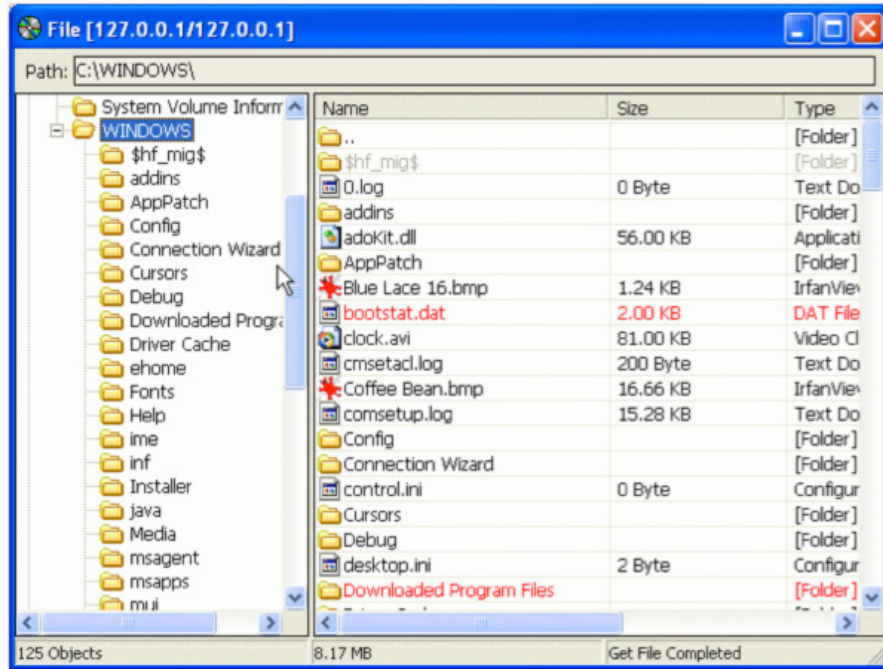 File [127.0.0.1/127.0.0.1]
Path: C:\WINDOWS\
System Volume Inform
WINDOWS
$hf_mig$
addins
AppPatch
Config
Connection Wizard
Cursors
Debug
Downloaded Progra
Driver Cache
ehome
Fonts
Help
ime
inf
Installer
java
Media
msagent
msapps
mui
Name Size Type
.. [Folder]
$hf_mig$ [Folder]
0.log 0 Byte Text Do
addins [Folder]
adoKit.dll 56.00 KB Applicati
AppPatch [Folder]
Blue Lace 16.bmp 1.24 KB IrfanView
bootstat.dat 2.00 KB DAT File
clock.avi 81.00 KB Video Cl
cmsetacl.log 200 Byte Text Do
Coffee Bean.bmp 16.66 KB IrfanView
comsetup.log 15.28 KB Text Do
Config [Folder]
Connection Wizard [Folder]
control.ini 0 Byte Configur
Cursors [Folder]
Debug [Folder]
desktop.ini 2 Byte Configur
Downloaded Program Files [Folder]
125 Objects 8.17 MB Get File Completed